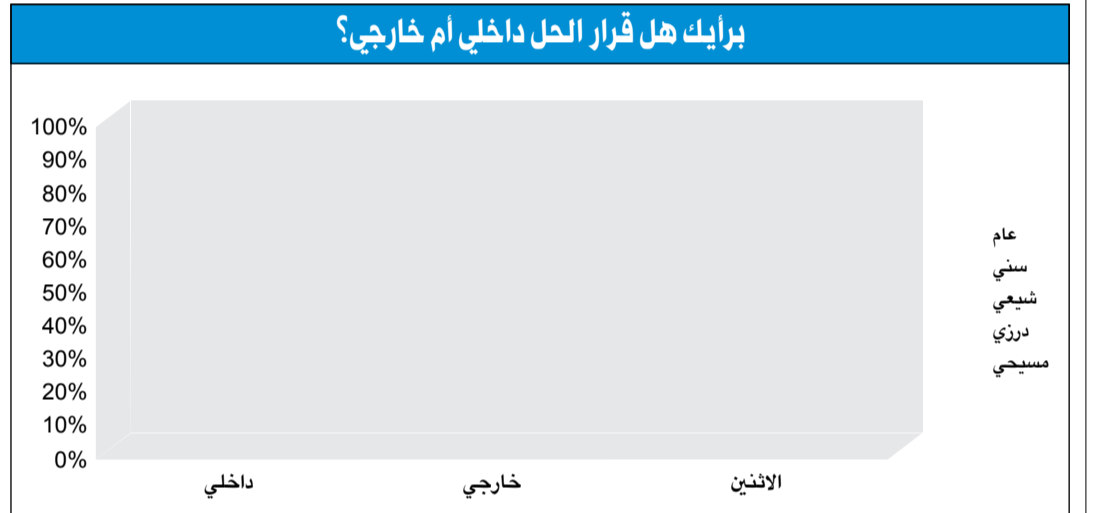 برأيك هل قرار الحل داخلي أم خارجي؟
100%
90%
80%
70%
60%
50%
40%
30%
20%
10%
0%
داخلي
خارجي
الاثنين
عام
سني
شيعي
درزي
مسيحي